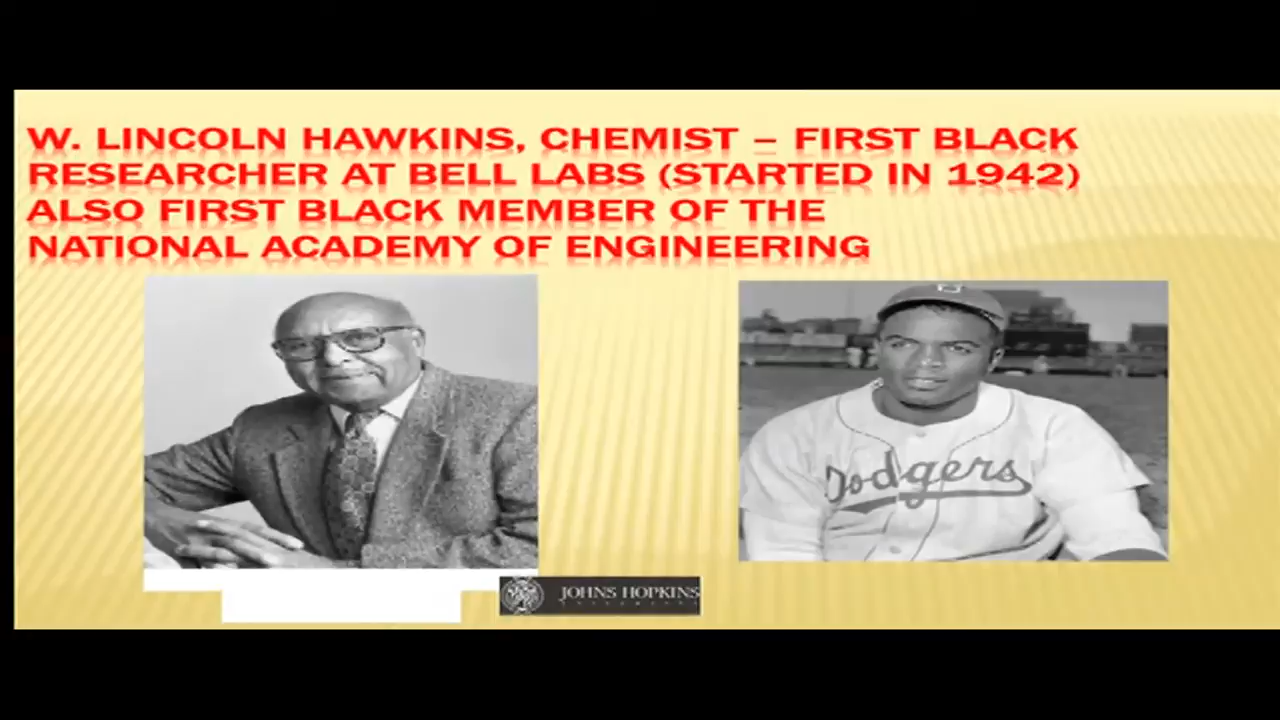 W. LINCOLN HAWKINS, CHEMIST – FIRST BLACK
RESEARCHER AT BELL LABS (STARTED IN 1942)
ALSO FIRST BLACK MEMBER OF THE
NATIONAL ACADEMY OF ENGINEERING
Dodgers
JOHNS HOPKINS